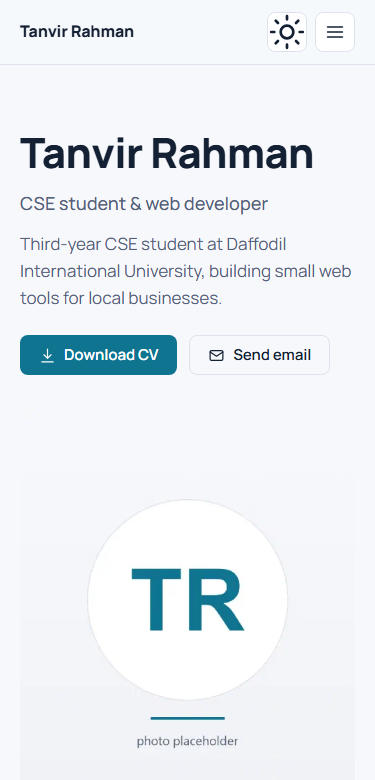 Tanvir Rahman
Tanvir Rahman
CSE student & web developer
Third-year CSE student at Daffodil
International University, building small web
tools for local businesses.
Download CV
Send email
TR
photo placeholder